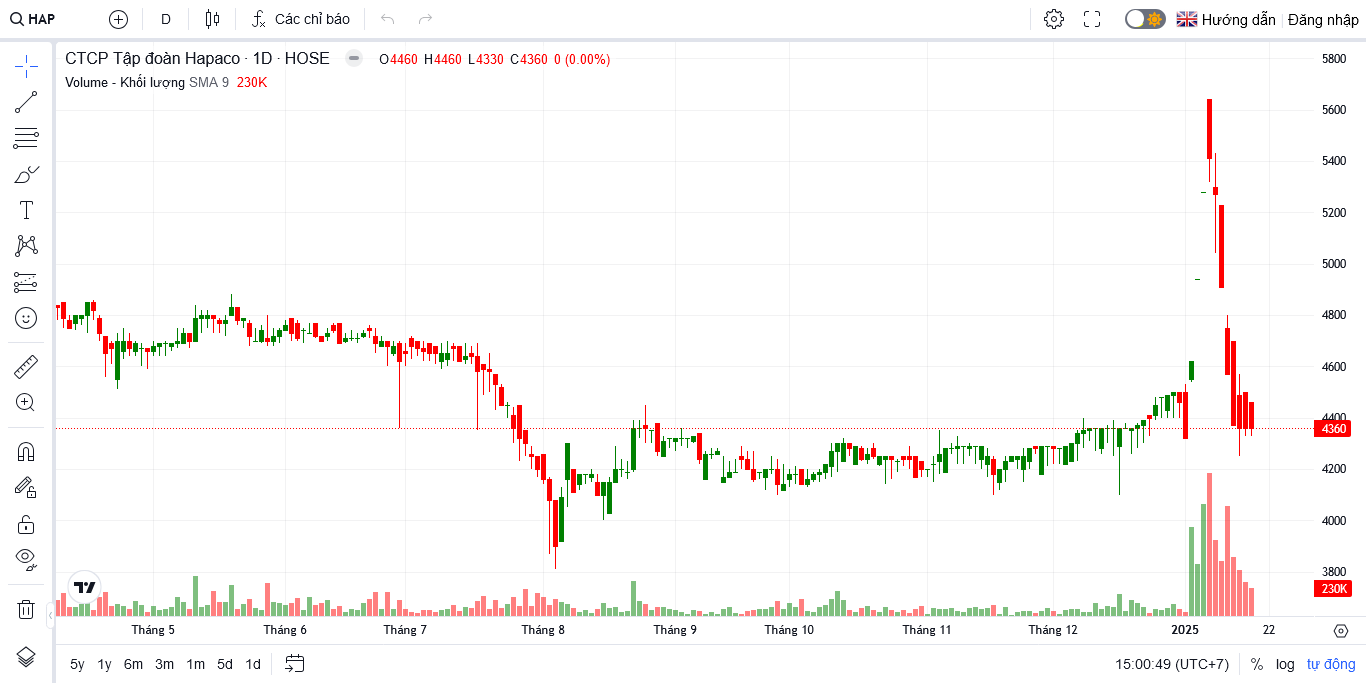 HAP D Các chỉ báo Hướng dẫn Đăng nhập
CTCP Tập đoàn Hapaco · 1D · HOSE O4460 H4460 L4330 C4360 0 (0.00%)
Volume - Khối lượng SMA 9 230K
5800
5600
5400
5200
5000
4800
4600
4400
4360
4200
4000
3800
230K
Tháng 5 Tháng 6 Tháng 7 Tháng 8 Tháng 9 Tháng 10 Tháng 11 Tháng 12 2025 22
5y 1y 6m 3m 1m 5d 1d 15:00:49 (UTC+7) % log tự động